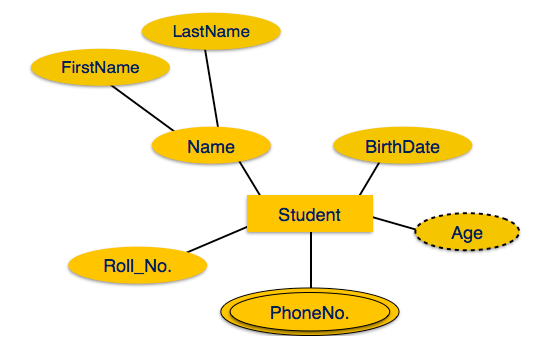 LastName
FirstName
Name
BirthDate
Student
Age
Roll_No.
PhoneNo.